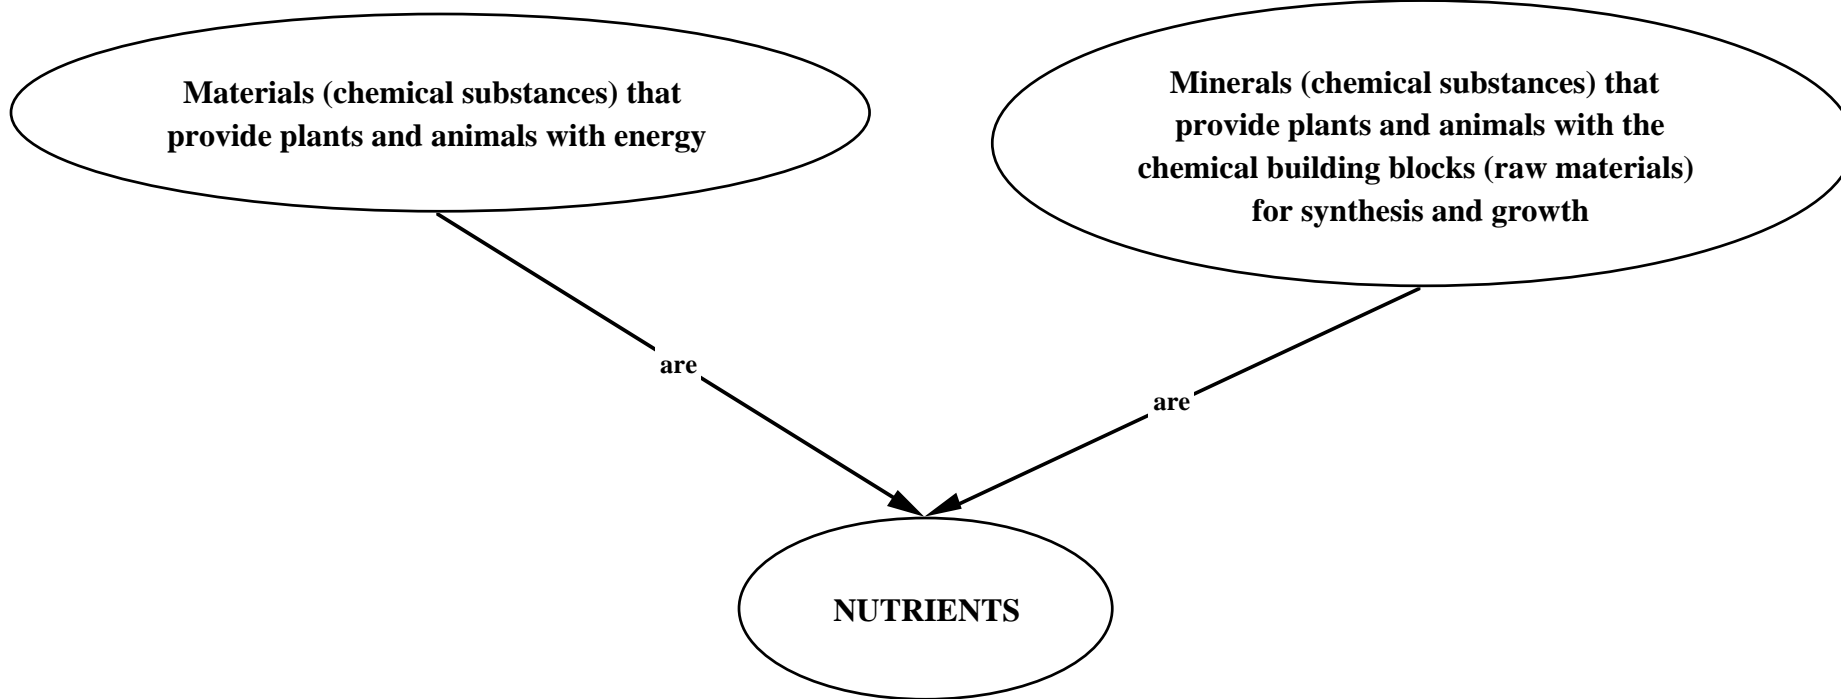 Materials (chemical substances) that
provide plants and animals with energy
Minerals (chemical substances) that
provide plants and animals with the
chemical building blocks (raw materials)
for synthesis and growth
are
are
NUTRIENTS